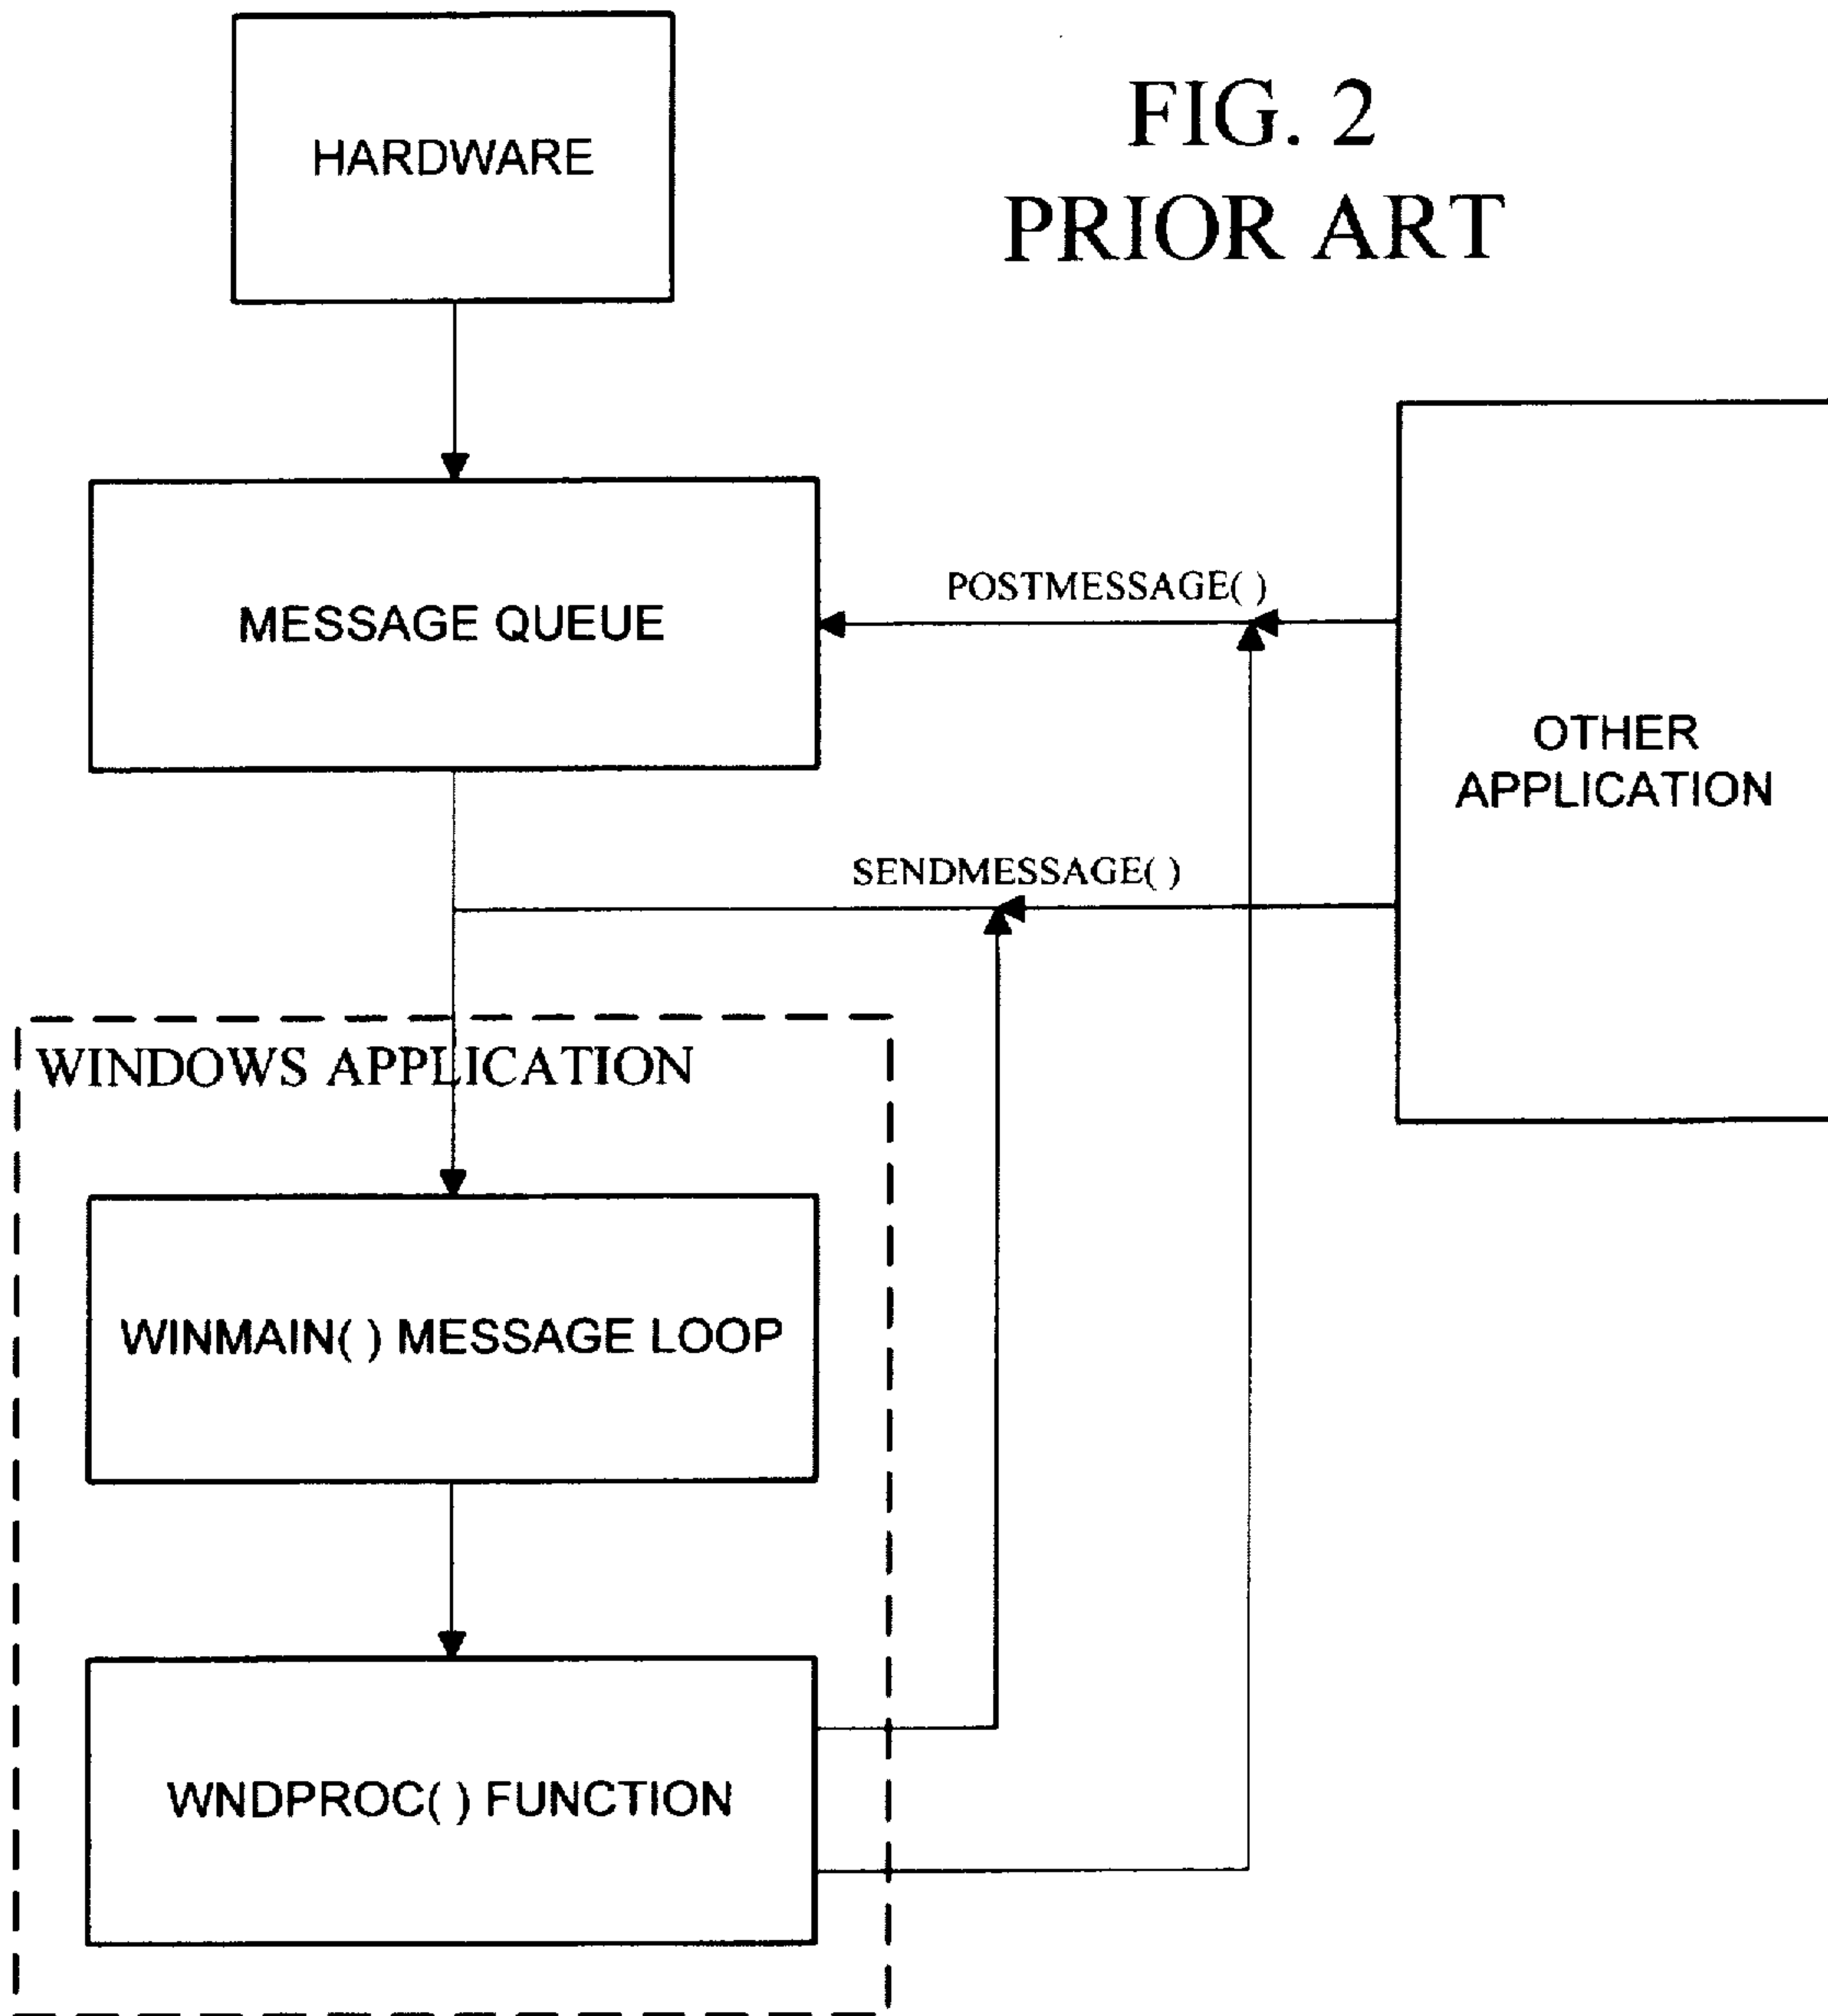 FIG. 2
PRIOR ART
HARDWARE
MESSAGE QUEUE
POSTMESSAGE( )
OTHER
APPLICATION
SENDMESSAGE( )
WINDOWS APPLICATION
WINMAIN( ) MESSAGE LOOP
WNDPROC( ) FUNCTION